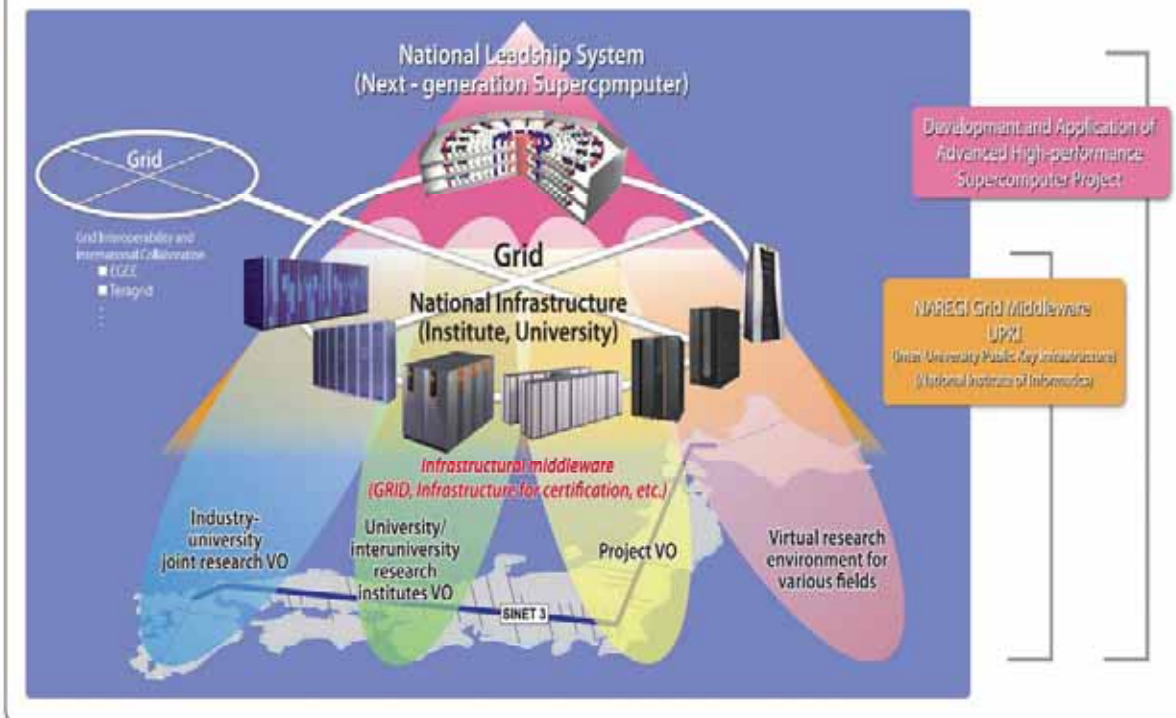 National Leadship System
(Next - generation Supercpmputer)
Development and Application of
Advanced High-performance
Supercomputer Project
Grid
Grid Interoperability and
International Collaboration
■ EGEE
■ Teragrid
Grid
National Infrastructure
(Institute, University)
NAREGI Grid Middleware
UPKI
(Inter-University Public Key Infrastructure)
(National Institute of Informatics)
Infrastructural middleware
(GRID, Infrastructure for certification, etc.)
Industry-
university
joint research VO
University/
interuniversity
research
institutes VO
Project VO
Virtual research
environment for
various fields
SINET 3